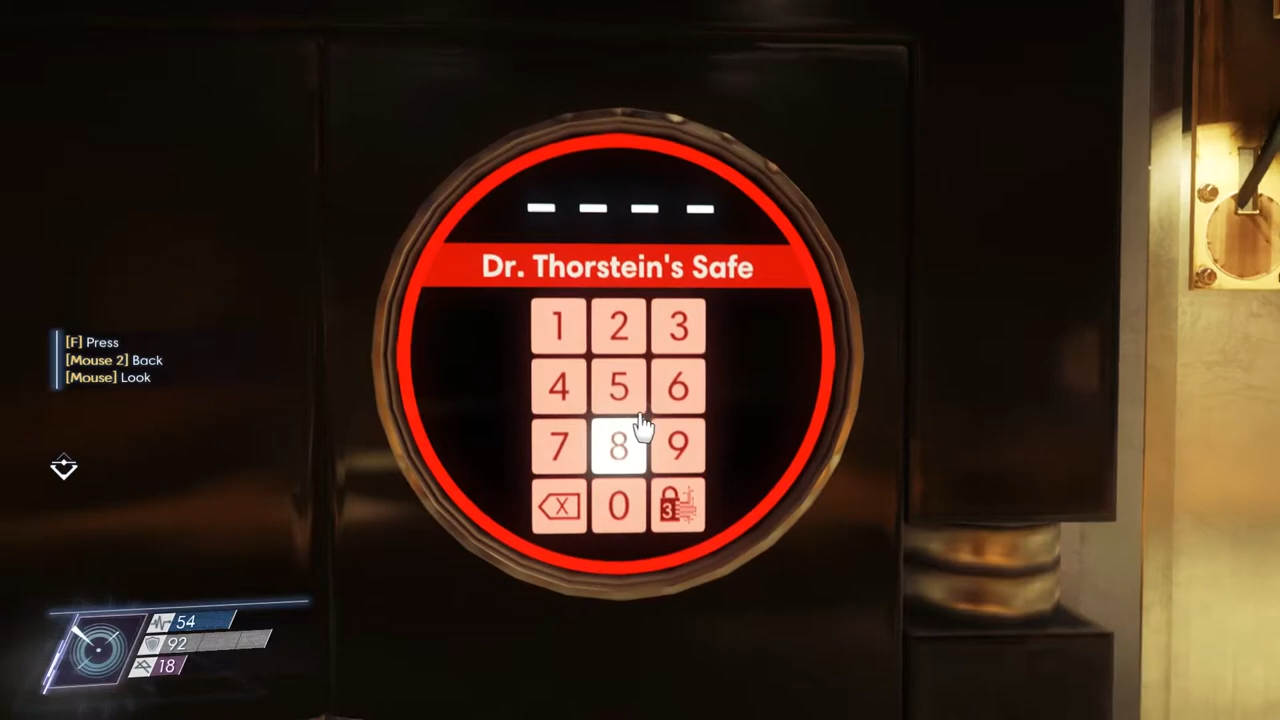 Dr. Thorstein's Safe
1 2 3
4 5 6
7 8 9
X 0 3
[F] Press
[Mouse 2] Back
[Mouse] Look
54
92
18